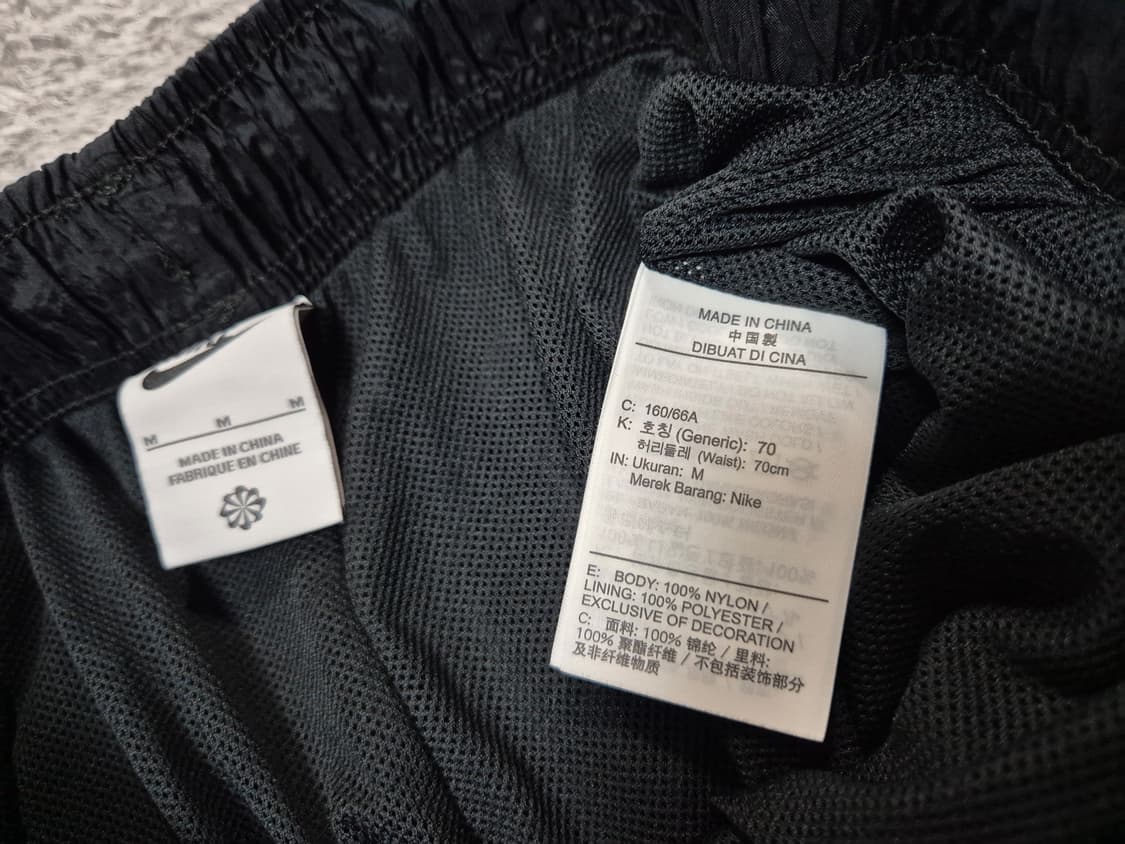 M M M
MADE IN CHINA
FABRIQUE EN CHINE
MADE IN CHINA
中国製
DIBUAT DI CINA
C: 160/66A
K: 호칭 (Generic): 70
허리둘레 (Waist): 70cm
IN: Ukuran: M
Merek Barang: Nike
E: BODY: 100% NYLON /
LINING: 100% POLYESTER /
EXCLUSIVE OF DECORATION
C: 面料: 100% 锦纶 / 里料:
100% 聚酯纤维 / 不包括装饰部分
及非纤维物质